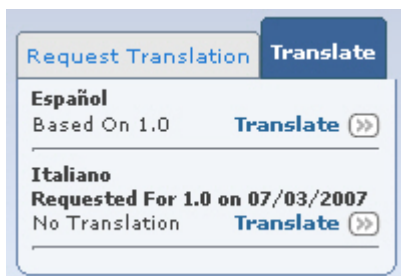 Request Translation Translate
Español
Based On 1.0 Translate
Italiano
Requested For 1.0 on 07/03/2007
No Translation Translate